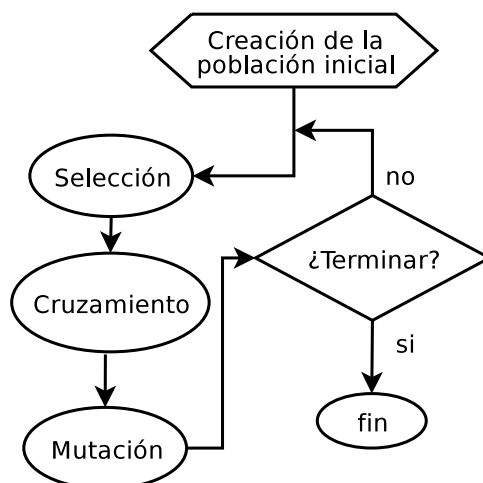 Creación de la
población inicial
Selección
no
Cruzamiento
¿Terminar?
si
Mutación
fin